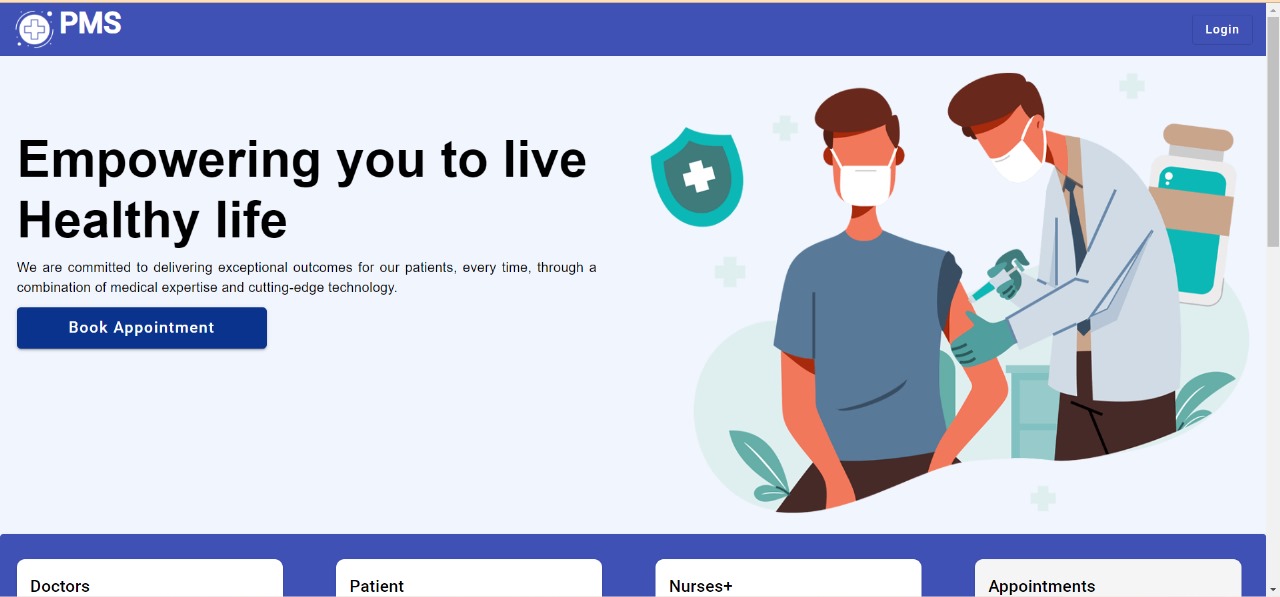 PMS
Login
Empowering you to live
Healthy life
We are committed to delivering exceptional outcomes for our patients, every time, through a
combination of medical expertise and cutting-edge technology.
Book Appointment
Doctors
Patient
Nurses+
Appointments